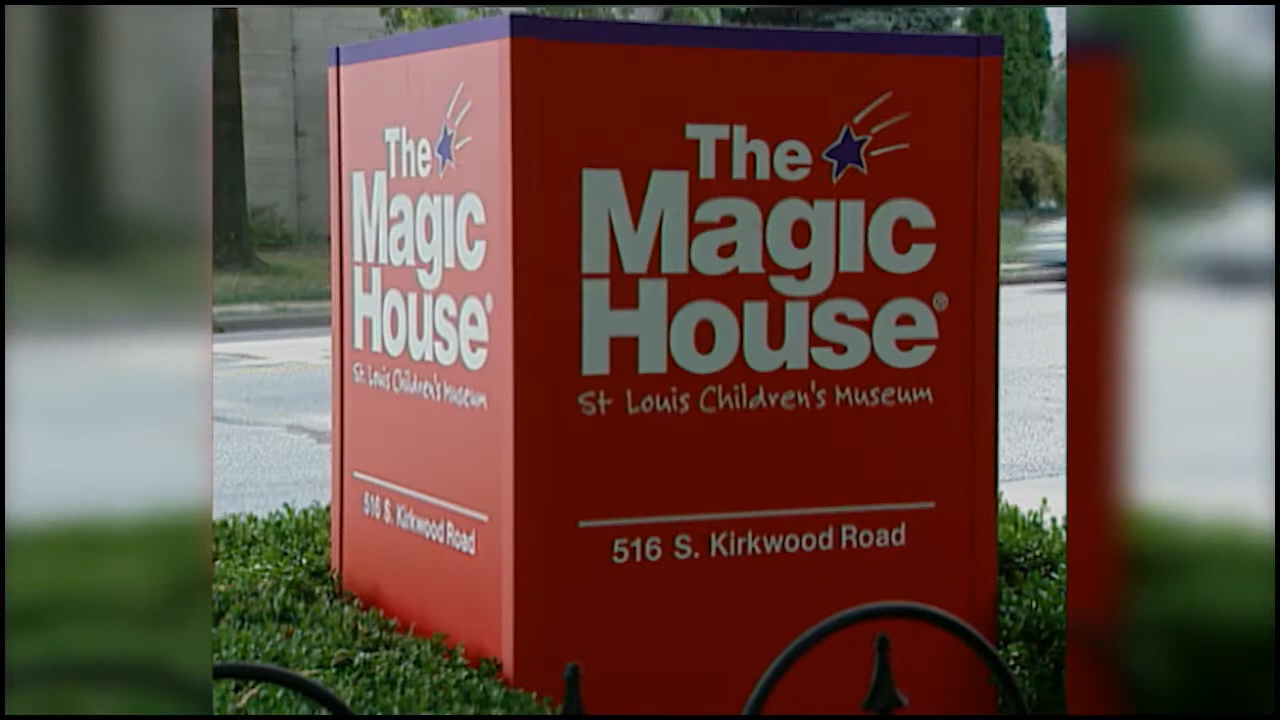 The
Magic
House®
St Louis Children's Museum
516 S. Kirkwood Road
The
Magic
House®
St Louis Children's Museum
516 S. Kirkwood Road